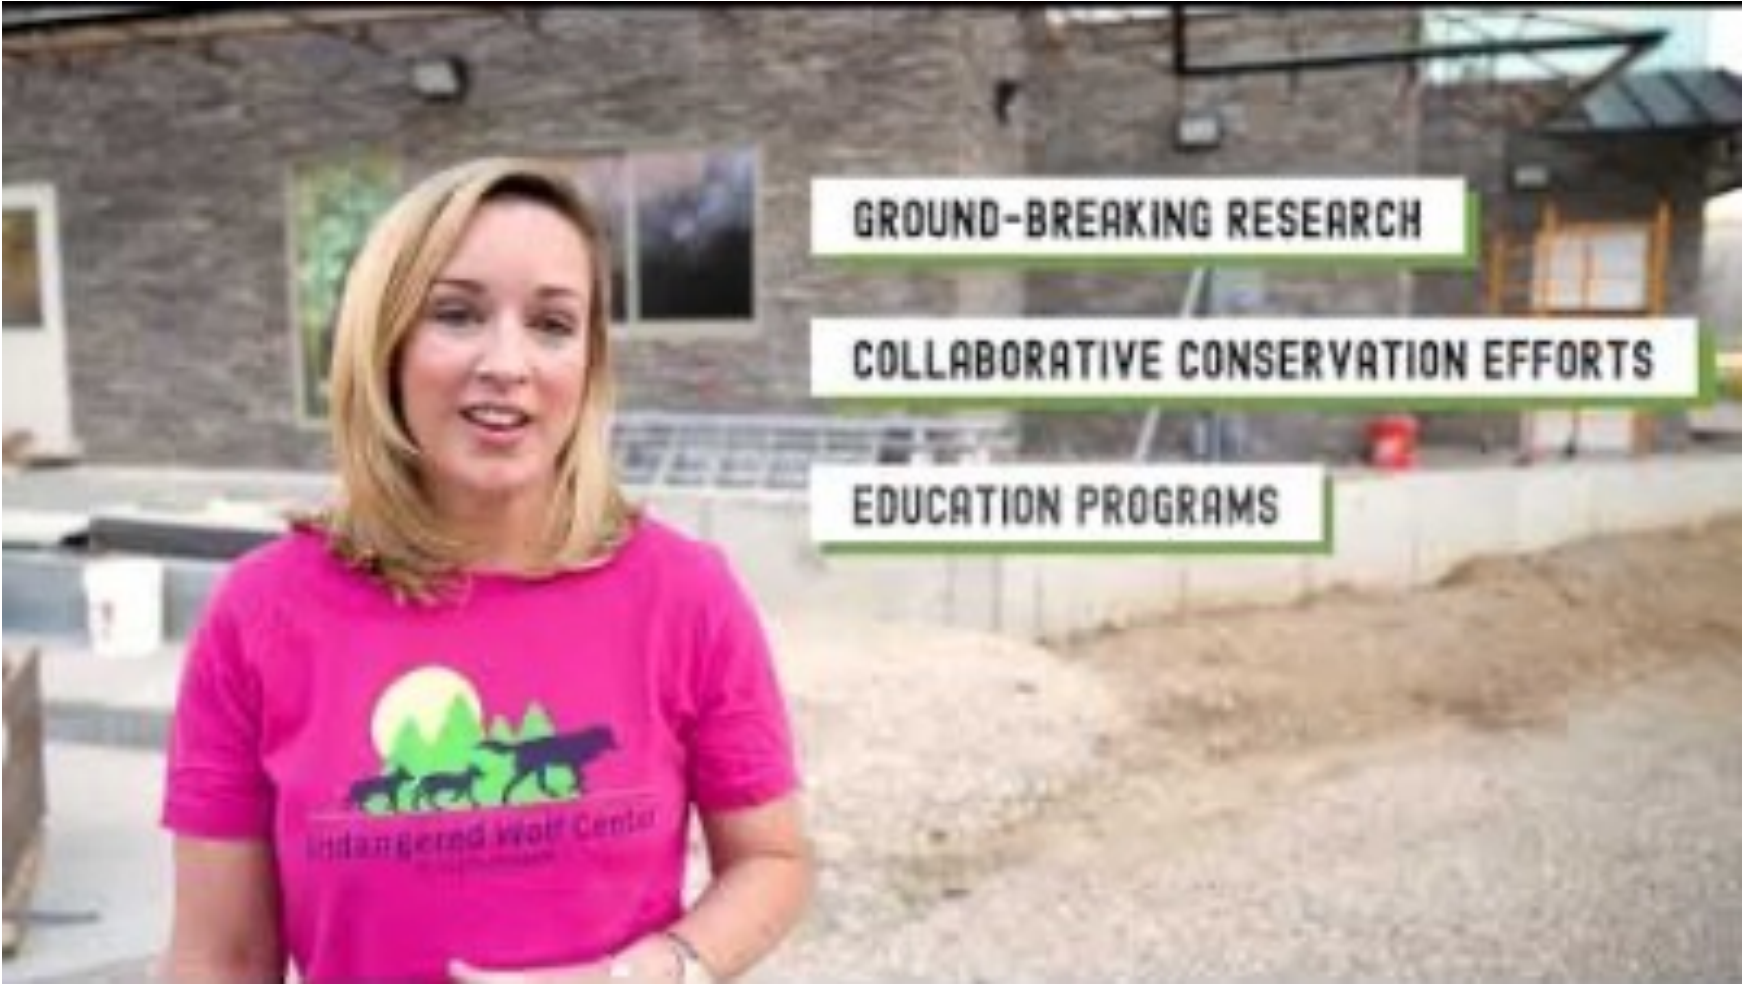 GROUND-BREAKING RESEARCH
COLLABORATIVE CONSERVATION EFFORTS
EDUCATION PROGRAMS
Endangered Wolf Center